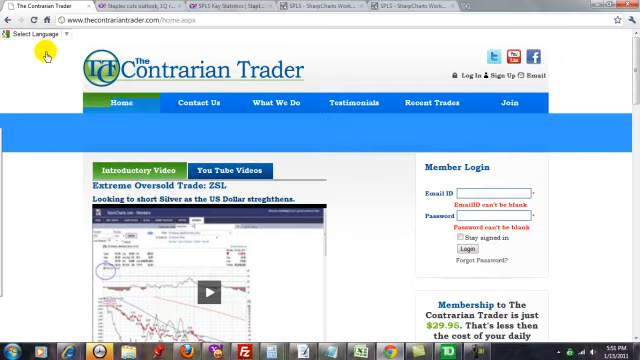 The Contrarian Trader
Staples cuts outlook, 1Q r
SPLS Key Statistics | Stapl
SPLS - SharpCharts Work
SPLS - SharpCharts Work
www.thecontrariantrader.com/home.aspx
Select Language
TCT The
Contrarian Trader
Log In Sign Up Email
Home Contact Us What We Do Testimonials Recent Trades Join
Introductory Video You Tube Videos
Extreme Oversold Trade: ZSL
Looking to short Silver as the US Dollar streghtens.
Member Login
Email ID *
EmailID can't be blank
Password *
Password can't be blank
Stay signed in
Login
Forgot Password?
Membership to The
Contrarian Trader is just
$29.95. That's less then
the cost of your daily
5:51 PM